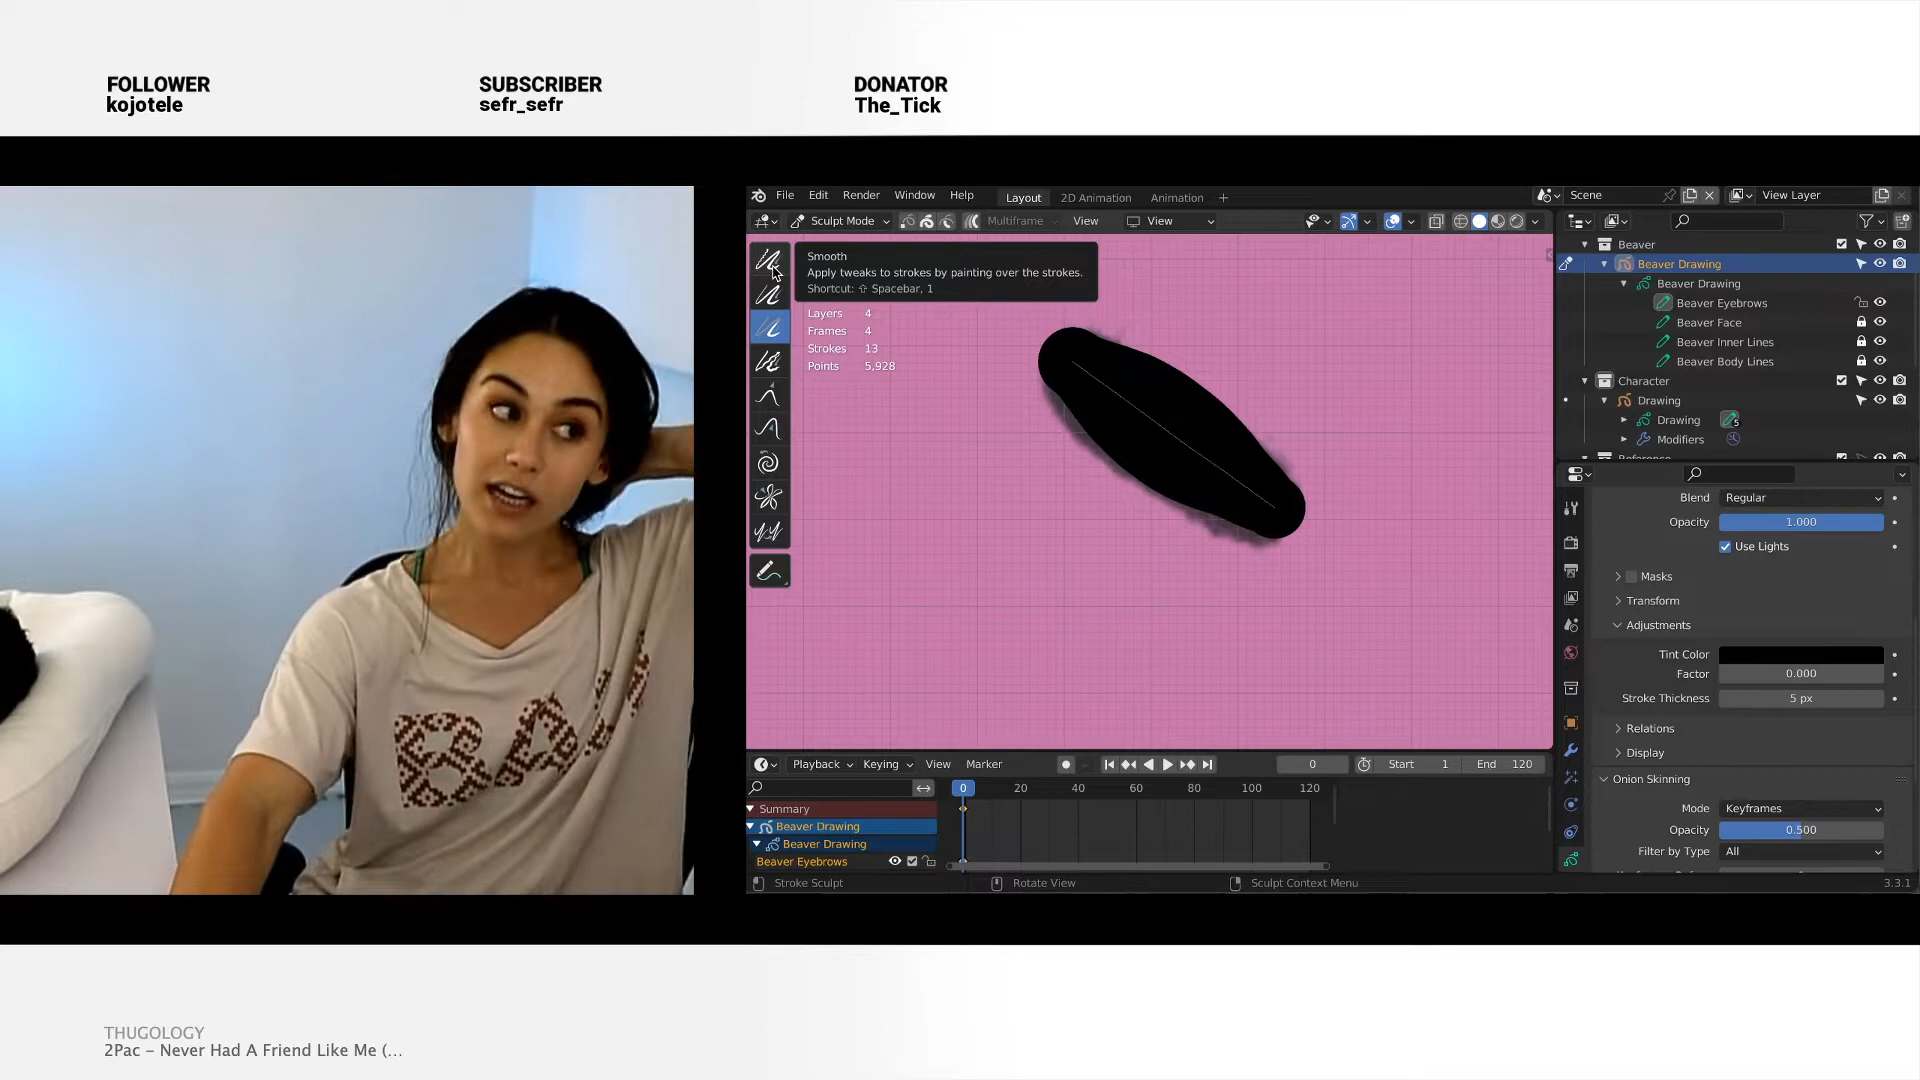 FOLLOWER
kojotele
SUBSCRIBER
sefr_sefr
DONATOR
The_Tick
File Edit Render Window Help Layout 2D Animation Animation +
Scene View Layer
Sculpt Mode Multiframe View View
Smooth
Apply tweaks to strokes by painting over the strokes.
Shortcut: ⇧ Spacebar, 1
Layers 4
Frames 4
Strokes 13
Points 5,928
Beaver
Beaver Drawing
Beaver Drawing
Beaver Eyebrows
Beaver Face
Beaver Inner Lines
Beaver Body Lines
Character
Drawing
Drawing 5
Modifiers
Blend Regular
Opacity 1.000
Use Lights
Masks
Transform
Adjustments
Tint Color
Factor 0.000
Stroke Thickness 5 px
Relations
Display
Onion Skinning
Mode Keyframes
Opacity 0.500
Filter by Type All
Playback Keying View Marker 0 Start 1 End 120
0 20 40 60 80 100 120
Summary
Beaver Drawing
Beaver Drawing
Beaver Eyebrows
Stroke Sculpt Rotate View Sculpt Context Menu 3.3.1
THUGOLOGY
2Pac – Never Had A Friend Like Me (...